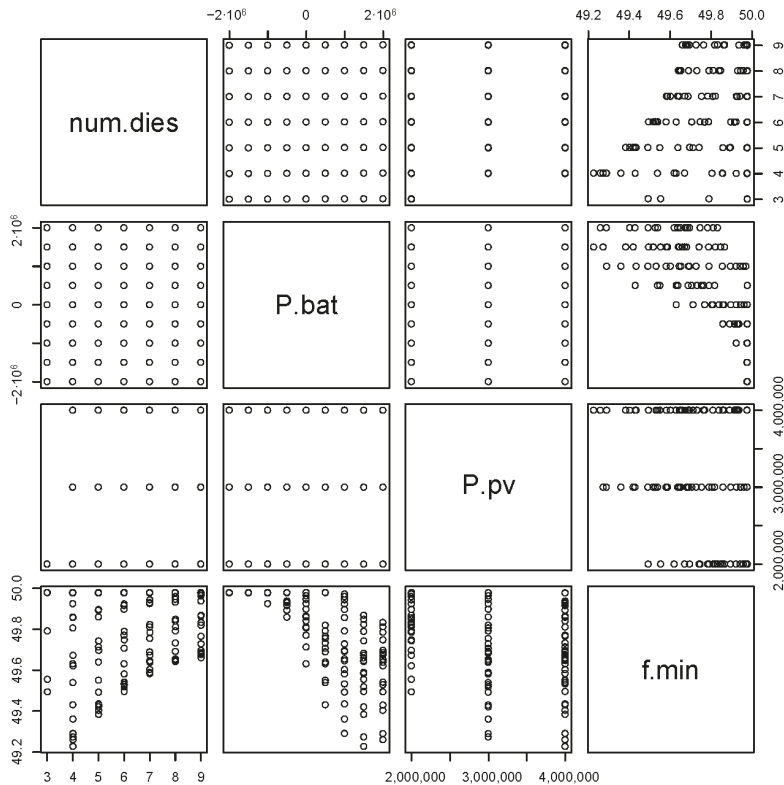 −2·10⁶ 0 2·10⁶ 49.2 49.4 49.6 49.8 50.0
num.dies
3 4 5 6 7 8 9
P.bat
2·10⁶
0
−2·10⁶
P.pv
2,000,000 3,000,000 4,000,000
f.min
50.0
49.8
49.6
49.4
49.2
3 4 5 6 7 8 9 2,000,000 3,000,000 4,000,000